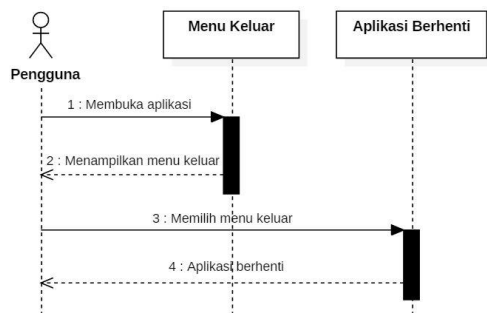 Menu Keluar
Aplikasi Berhenti
Pengguna
1 : Membuka aplikasi
2 : Menampilkan menu keluar
3 : Memilih menu keluar
4 : Aplikasi berhenti